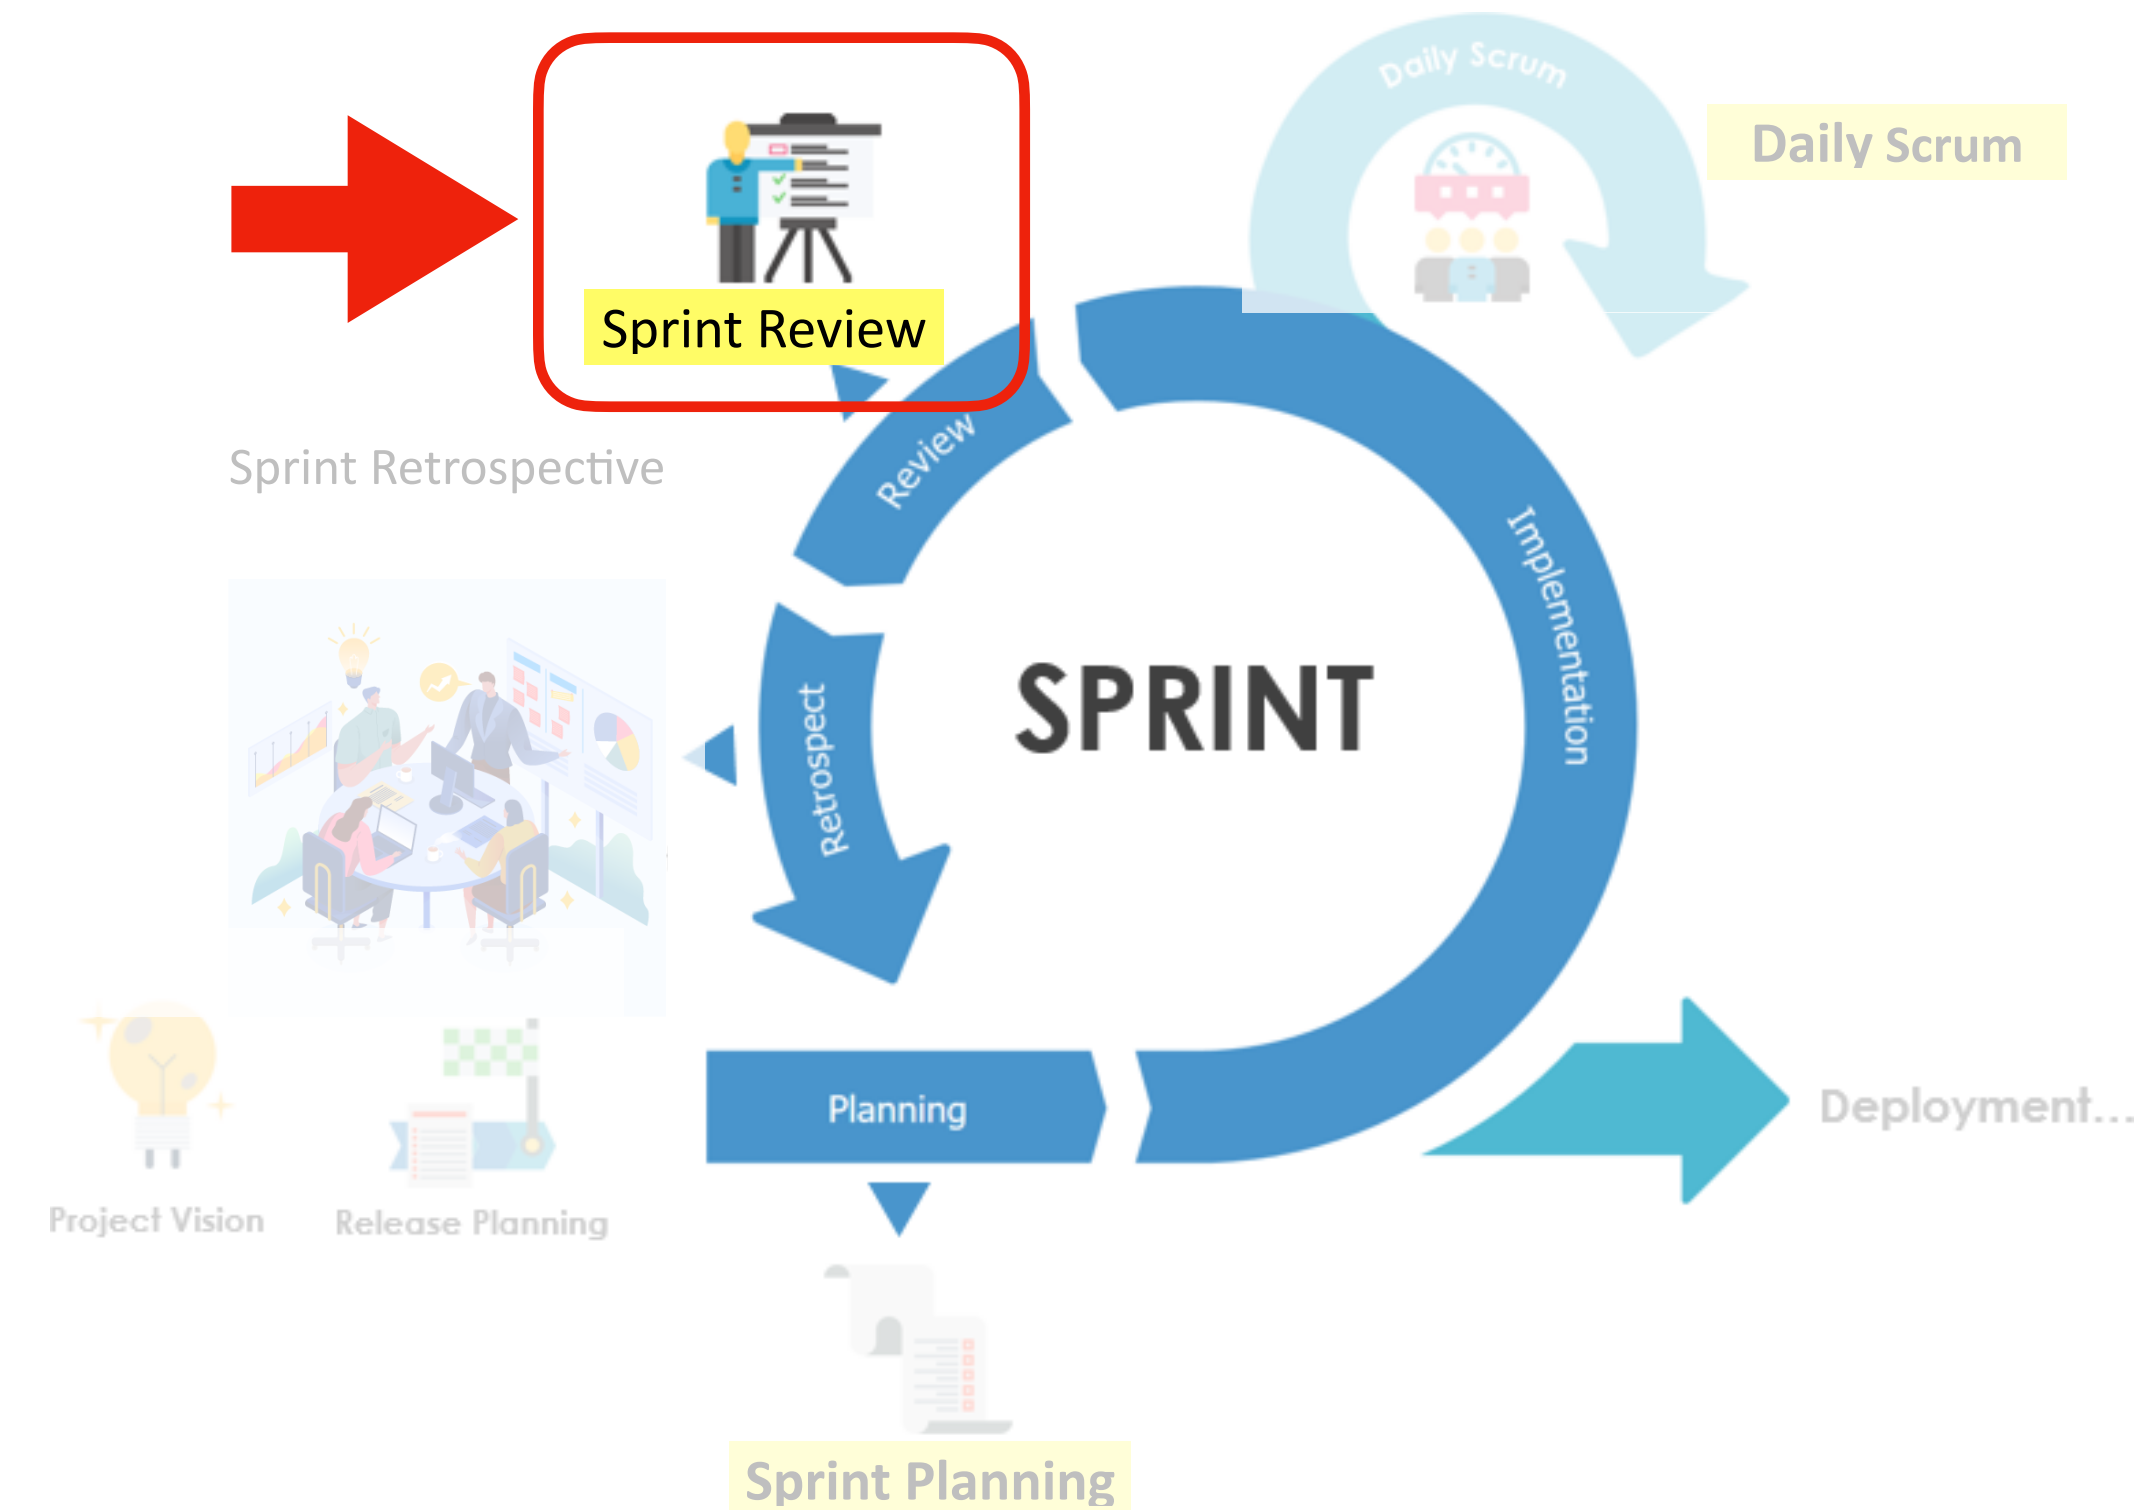 Daily Scrum
Daily Scrum
Sprint Review
Review
Sprint Retrospective
Implementation
SPRINT
Retrospect
Planning
Deployment...
Project Vision
Release Planning
Sprint Planning